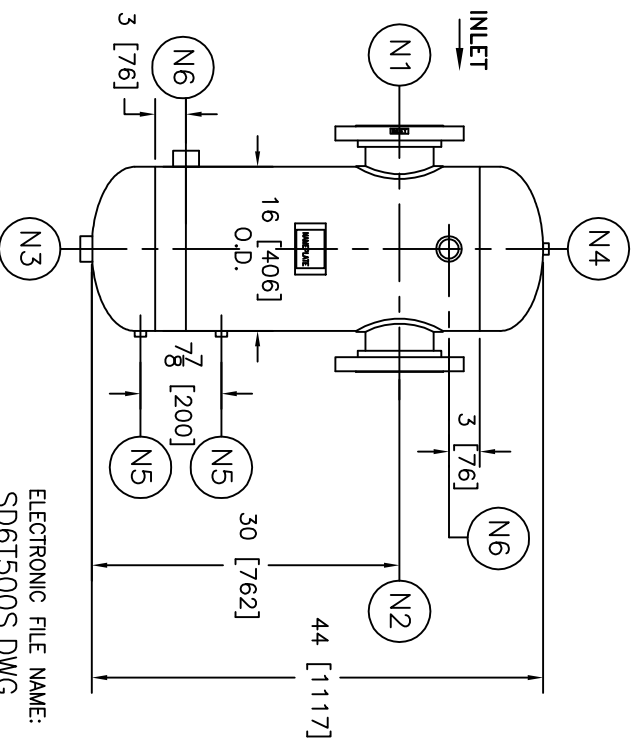 INLET
N1
N6
3 [76]
N4
N3
16 [406]
O.D.
NAMEPLATE
3 [76]
N6
7 7/8 [200]
N5
N5
N2
30 [762]
44 [1117]
ELECTRONIC FILE NAME:
SD6T500S.DWG